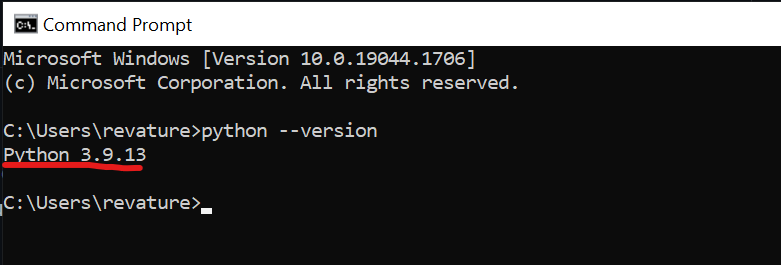 Command Prompt
Microsoft Windows [Version 10.0.19044.1706]
(c) Microsoft Corporation. All rights reserved.
C:\Users\revature>python --version
Python 3.9.13
C:\Users\revature>